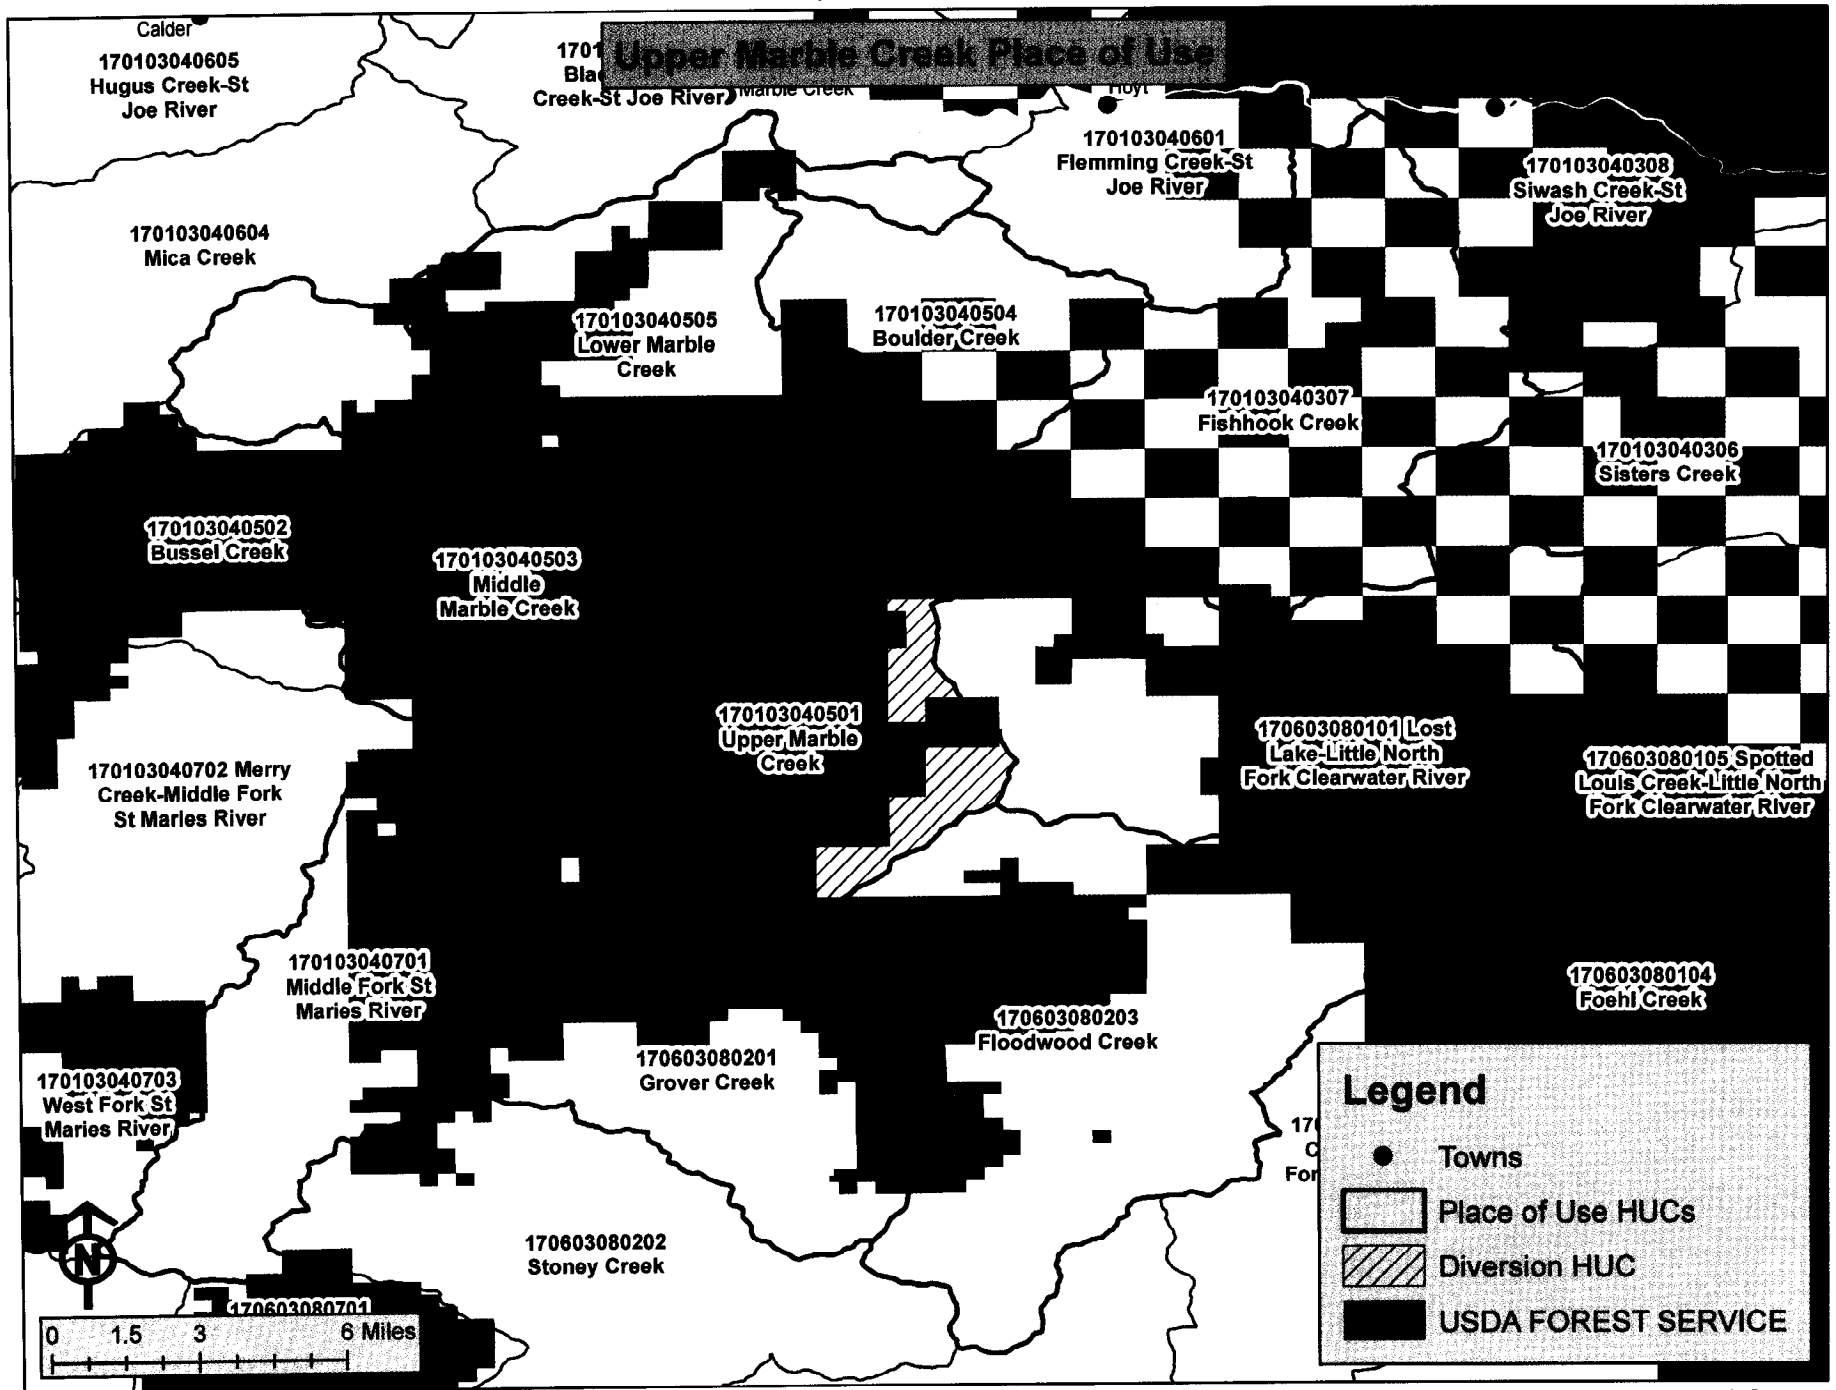 Calder
170103040605
Hugus Creek-St
Joe River
Upper Marble Creek Place of Use
1701
Creek-St Joe River
Marble Creek
Hoyt
170103040601
Flemming Creek-St
Joe River
170103040308
Siwash Creek-St
Joe River
170103040604
Mica Creek
170103040505
Lower Marble
Creek
170103040504
Boulder Creek
170103040307
Fishhook Creek
170103040306
Sisters Creek
170103040502
Bussel Creek
170103040503
Middle
Marble Creek
170103040501
Upper Marble
Creek
170603080101 Lost
Lake-Little North
Fork Clearwater River
170603080105 Spotted
Louis Creek-Little North
Fork Clearwater River
170103040702 Merry
Creek-Middle Fork
St Maries River
170103040701
Middle Fork St
Maries River
170603080104
Foehl Creek
170603080203
Floodwood Creek
170603080201
Grover Creek
170103040703
West Fork St
Maries River
170603080202
Stoney Creek
170603080701
N
0 1.5 3 6 Miles
Legend
Towns
Place of Use HUCs
Diversion HUC
USDA FOREST SERVICE